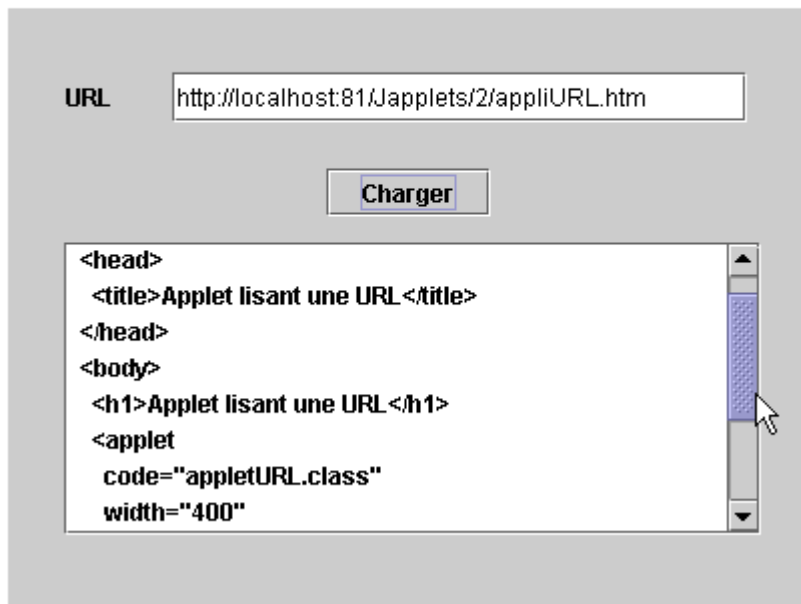 URL http://localhost:81/Japplets/2/appliURL.htm
Charger
<head>
<title>Applet lisant une URL</title>
</head>
<body>
<h1>Applet lisant une URL</h1>
<applet
code="appletURL.class"
width="400"